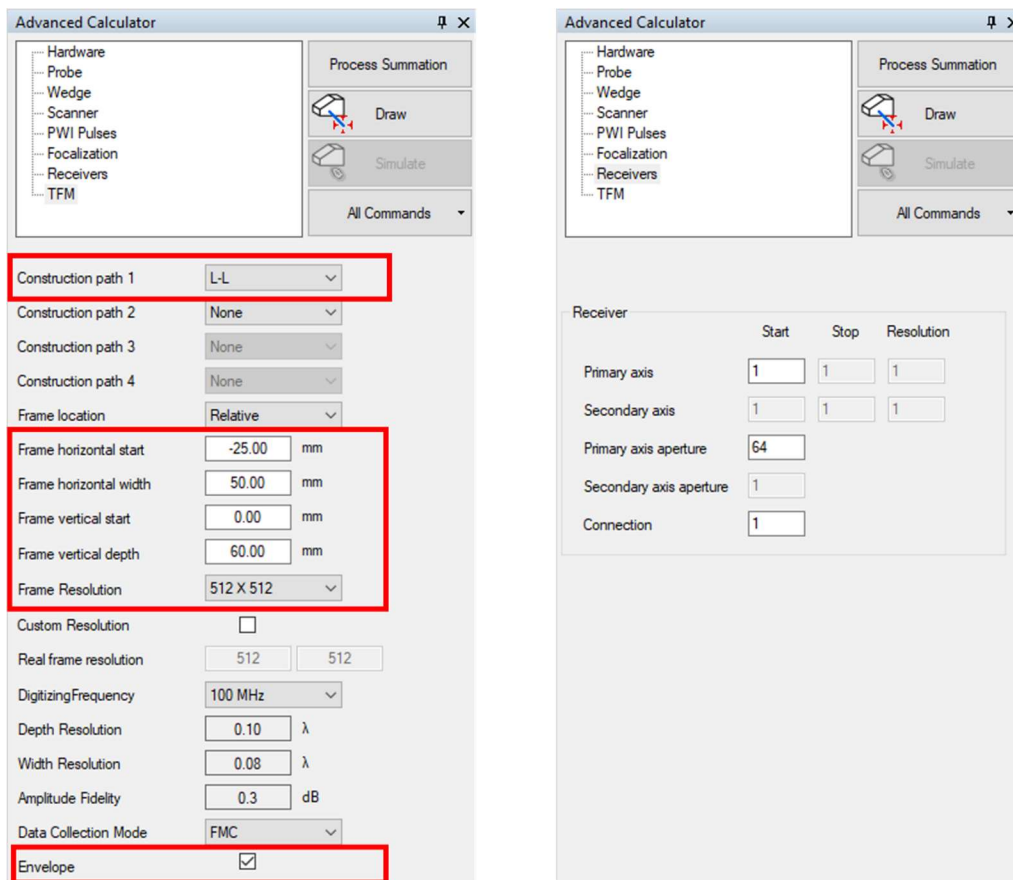 Advanced Calculator
Hardware
Probe
Wedge
Scanner
PWI Pulses
Focalization
Receivers
TFM
Process Summation
Draw
Simulate
All Commands
Construction path 1 L-L
Construction path 2 None
Construction path 3 None
Construction path 4 None
Frame location Relative
Frame horizontal start -25.00 mm
Frame horizontal width 50.00 mm
Frame vertical start 0.00 mm
Frame vertical depth 60.00 mm
Frame Resolution 512 X 512
Custom Resolution
Real frame resolution 512 512
DigitizingFrequency 100 MHz
Depth Resolution 0.10 λ
Width Resolution 0.08 λ
Amplitude Fidelity 0.3 dB
Data Collection Mode FMC
Envelope
Advanced Calculator
Hardware
Probe
Wedge
Scanner
PWI Pulses
Focalization
Receivers
TFM
Process Summation
Draw
Simulate
All Commands
Receiver
Start Stop Resolution
Primary axis 1 1 1
Secondary axis 1 1 1
Primary axis aperture 64
Secondary axis aperture 1
Connection 1